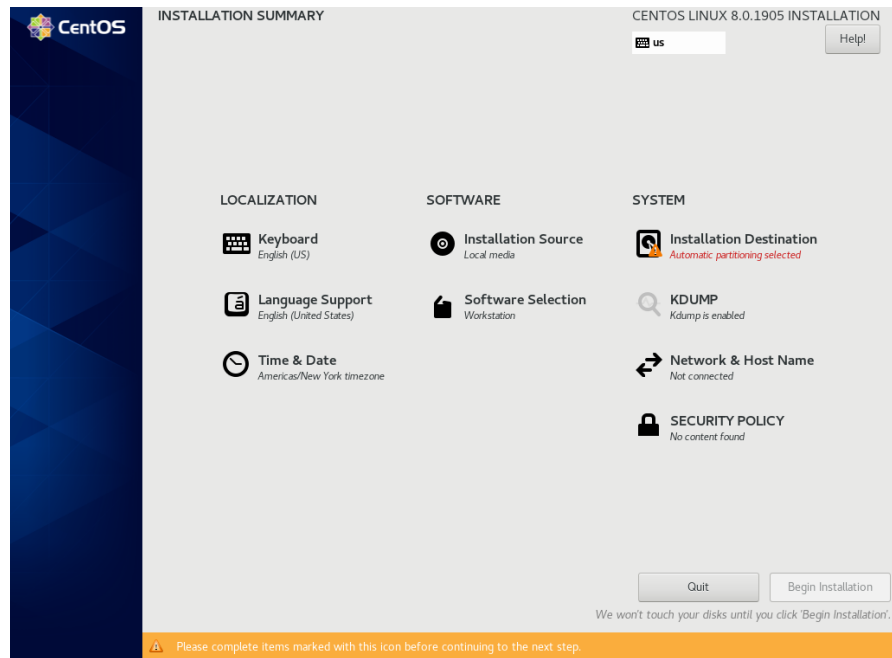 CentOS
INSTALLATION SUMMARY
CENTOS LINUX 8.0.1905 INSTALLATION
us
Help!
LOCALIZATION
Keyboard
English (US)
Language Support
English (United States)
Time & Date
Americas/New York timezone
SOFTWARE
Installation Source
Local media
Software Selection
Workstation
SYSTEM
Installation Destination
Automatic partitioning selected
KDUMP
Kdump is enabled
Network & Host Name
Not connected
SECURITY POLICY
No content found
Quit
Begin Installation
We won't touch your disks until you click 'Begin Installation'.
Please complete items marked with this icon before continuing to the next step.